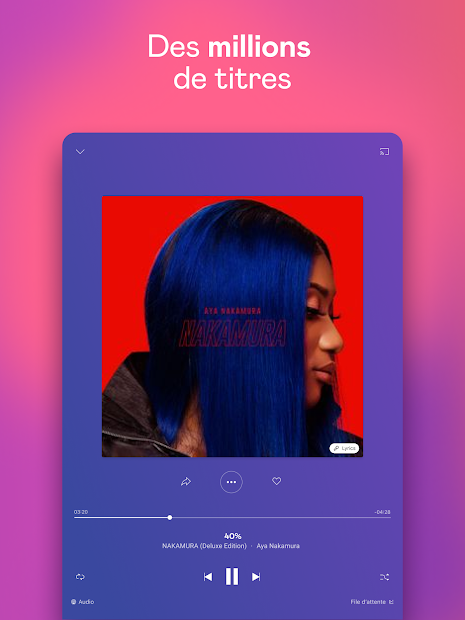 Des millions
de titres
AYA NAKAMURA
NAKAMURA
Lyrics
03:20
-04:28
40%
NAKAMURA (Deluxe Edition) · Aya Nakamura
Audio
File d'attente